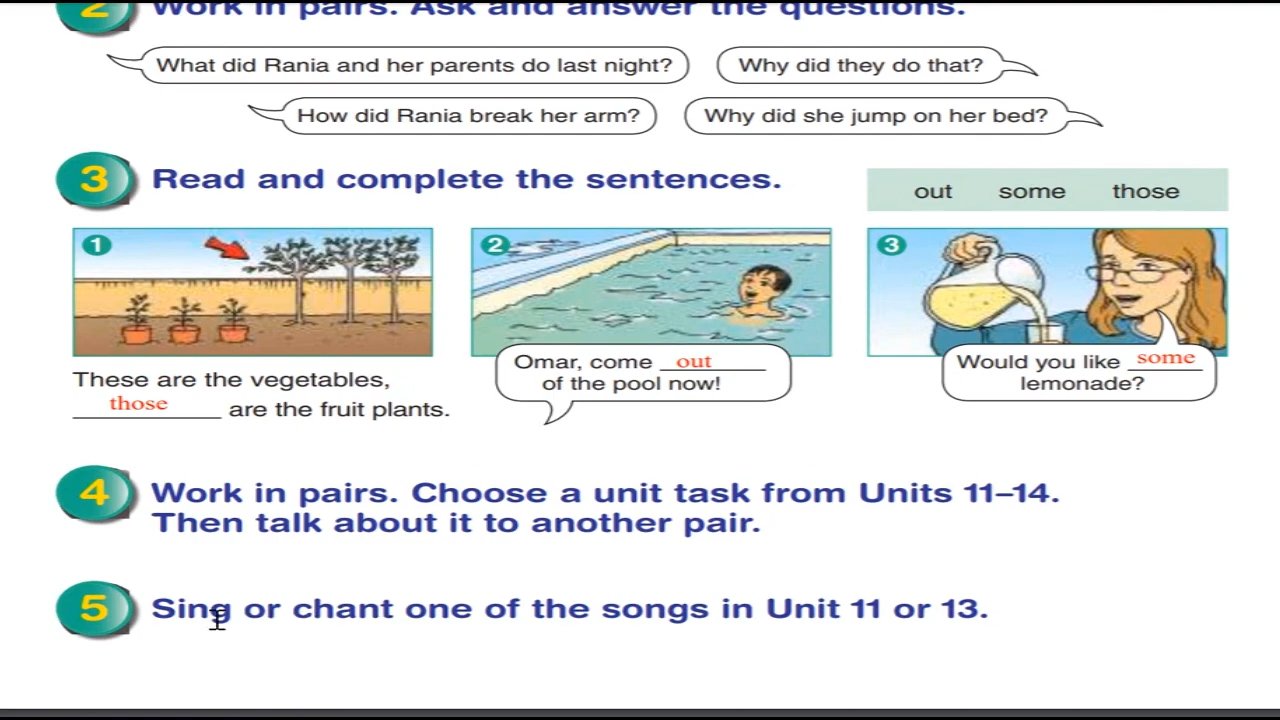 2 Work in pairs. Ask and answer the questions.
What did Rania and her parents do last night?
Why did they do that?
How did Rania break her arm?
Why did she jump on her bed?
3 Read and complete the sentences.
out some those
1
These are the vegetables,
those are the fruit plants.
2
Omar, come out
of the pool now!
3
Would you like some
lemonade?
4 Work in pairs. Choose a unit task from Units 11–14.
Then talk about it to another pair.
5 Sing or chant one of the songs in Unit 11 or 13.